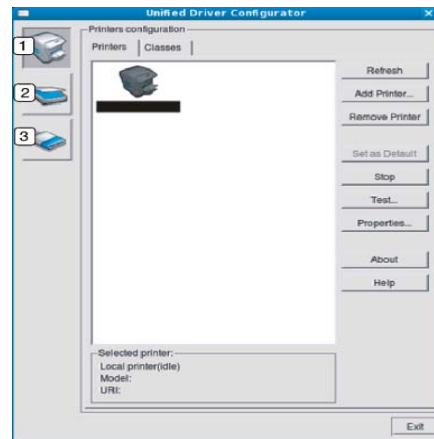 Unified Driver Configurator
Printers configuration
Printers Classes
1
2
3
Refresh
Add Printer...
Remove Printer
Set as Default
Stop
Test...
Properties...
About
Help
Selected printer:
Local printer(idle)
Model:
URI:
Exit